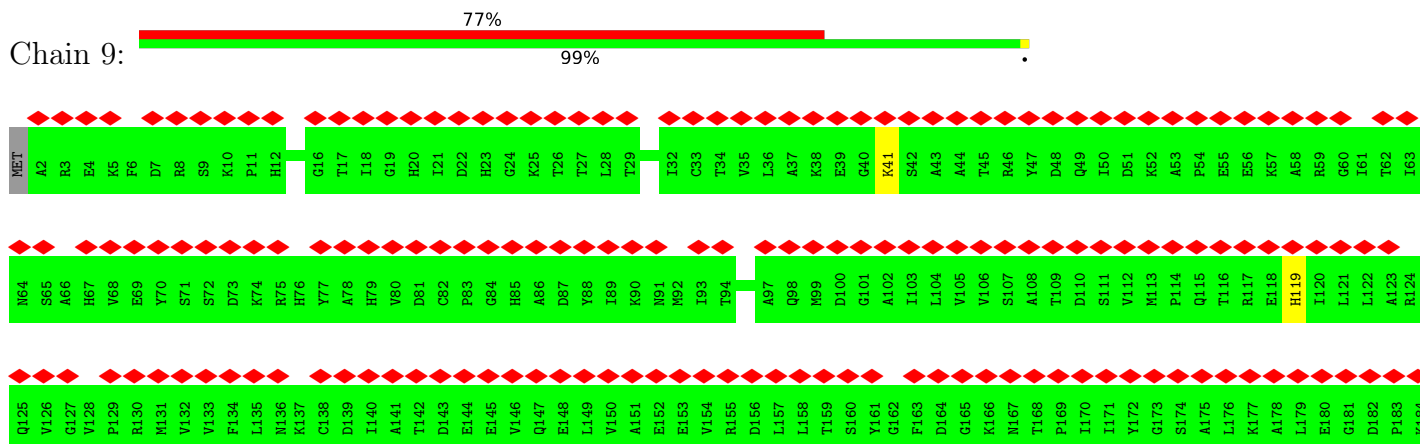 77%
Chain 9:
99%
.
MET A2 R3 E4 K5 F6 D7 R8 S9 K10 P11 H12 G16 T17 I18 G19 H20 I21 D22 H23 G24 K25 T26 T27 L28 T29 I32 C33 T34 V35 L36 A37 K38 E39 G40 K41 S42 A43 A44 T45 R46 Y47 D48 Q49 I50 D51 K52 A53 P54 E55 E56 K57 A58 R59 G60 I61 T62 I63
N64 S65 A66 H67 V68 E69 Y70 S71 S72 D73 K74 R75 H76 Y77 A78 H79 V80 D81 C82 P83 G84 H85 A86 D87 Y88 I89 K90 N91 M92 I93 T94 A97 Q98 M99 D100 G101 A102 I103 L104 V105 V106 S107 A108 T109 D110 S111 V112 M113 P114 Q115 T116 R117 E118 H119 I120 L121 L122 A123 R124
Q125 V126 G127 V128 P129 R130 M131 V132 V133 F134 L135 N136 K137 C138 D139 I140 A141 T142 D143 E144 E145 V146 Q147 E148 L149 V150 A151 E152 E153 V154 R155 D156 L157 L158 T159 S160 Y161 G162 F163 D164 G165 K166 N167 T168 P169 I170 I171 Y172 G173 S174 A175 L176 K177 A178 L179 E180 G181 D182 P183